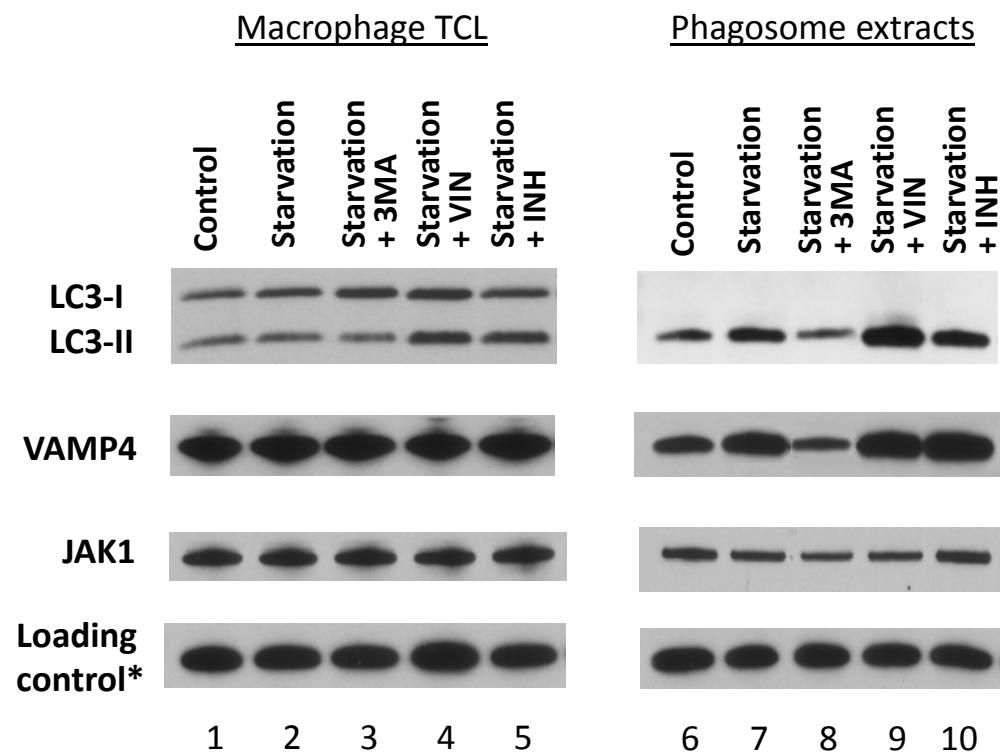 Macrophage TCL
Phagosome extracts
Control
Starvation
Starvation
+ 3MA
Starvation
+ VIN
Starvation
+ INH
Control
Starvation
Starvation
+ 3MA
Starvation
+ VIN
Starvation
+ INH
LC3-I
LC3-II
VAMP4
JAK1
Loading
control*
1 2 3 4 5 6 7 8 9 10